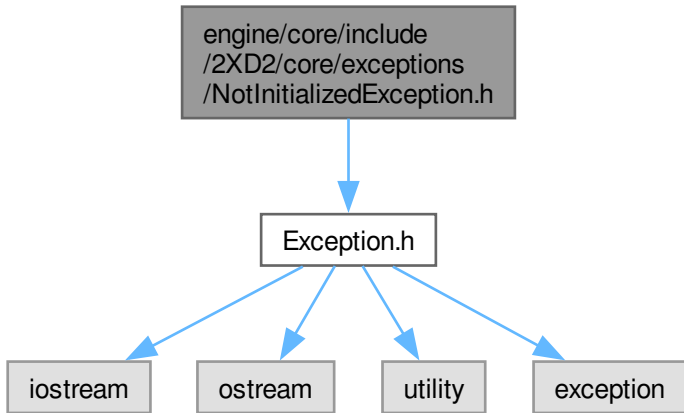 engine/core/include
/2XD2/core/exceptions
/NotInitializedException.h
Exception.h
iostream
ostream
utility
exception